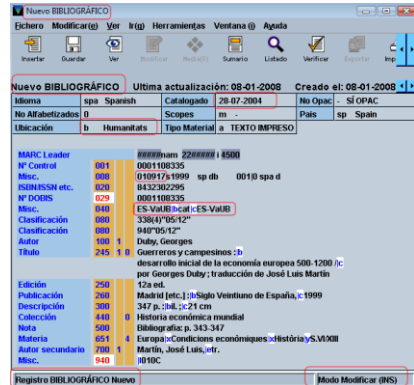 Nuevo BIBLIOGRÁFICO
Eichero Modificar(e) Ver Ir(g) Herramientas Ventana(i) Ayuda
Insertar Guardar Ver Modificar Media(0) Sumario Listado Verificar Exportar Imp
Nuevo BIBLIOGRÁFICO Ultima actualización: 08-01-2008 Creado el: 08-01-2008
Idioma spa Spanish Catalogado 28-07-2004 No Opac - SÍ OPAC
No Alfabetizados 0 Scopes m - País sp Spain
Ubicación b Humanitats Tipo Material a TEXTO IMPRESO
MARC Leader #####nam 22##### i 4500
Nº Control 001 0001108335
Misc. 008 010917s1999 sp db 001|0 spa d
ISBN/ISSN etc. 020 8432302295
Nº DOBIS 029 0001108335
Misc. 040 ES-VaUB|bcat|cES-VaUB
Clasificación 080 338(4)"05/12"
Clasificación 080 940"05/12"
Autor 100 1 Duby, Georges
Título 245 1 0 Guerreros y campesinos :|b
desarrollo inicial de la economía europea 500-1200 /|c
por Georges Duby ; traducción de José Luis Martín
Edición 250 12a ed.
Publicación 260 Madrid [etc.] :|bSiglo Veintiuno de España,|c1999
Descripción 300 347 p. :|bil. ;|c21 cm
Colección 440 0 Historia económica mundial
Nota 500 Bibliografia: p. 343-347
Materia 651 4 Europa|xCondicions econòmiques|xHistòria|yS.VI/XIII
Autor secundario 700 1 Martín, José Luis,|etr.
Misc. 940 |010C
Registro BIBLIOGRÁFICO Nuevo Modo Modificar (INS)